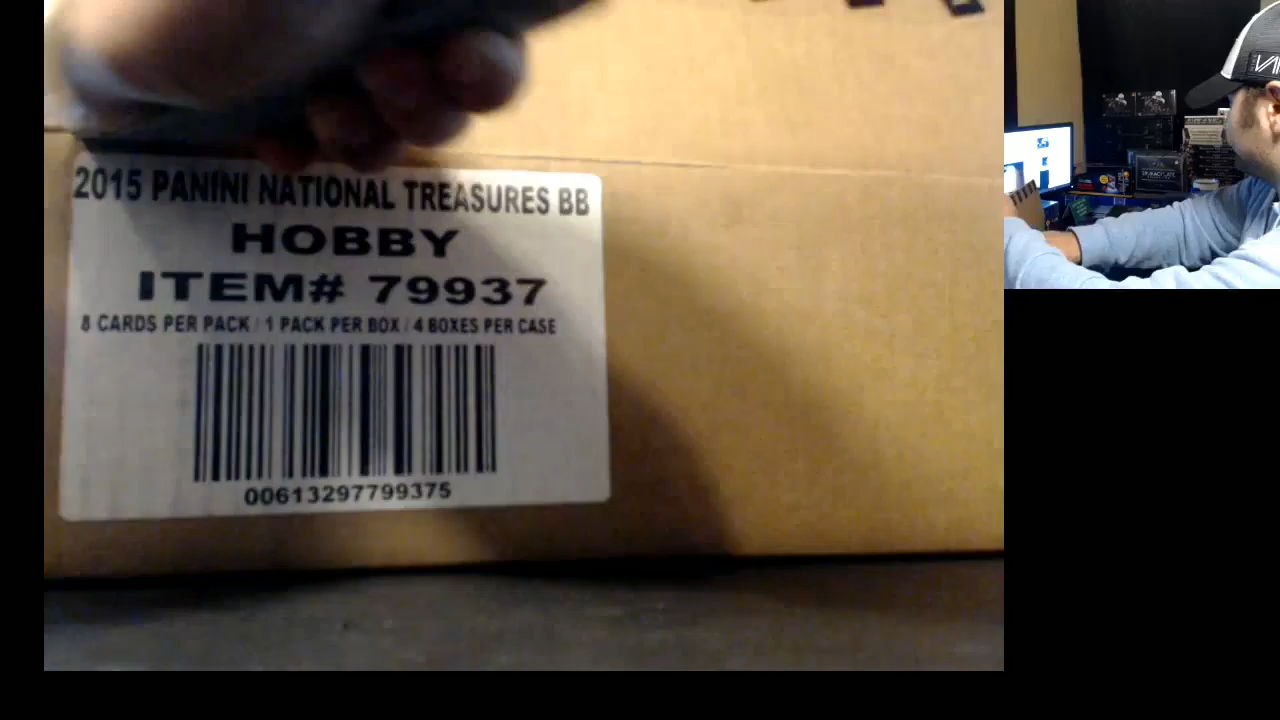 2015 PANINI NATIONAL TREASURES BB
HOBBY
ITEM# 79937
8 CARDS PER PACK / 1 PACK PER BOX / 4 BOXES PER CASE
00613297799375